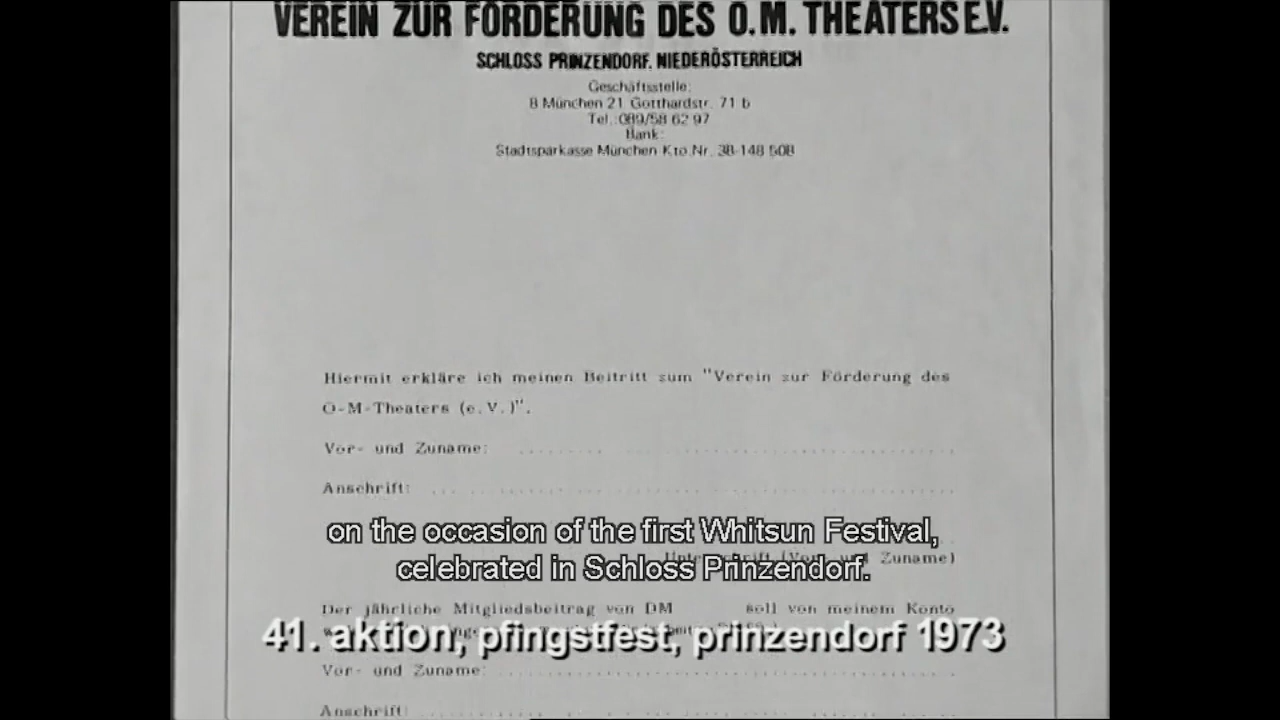 VEREIN ZUR FÖRDERUNG DES O.M. THEATERS E.V.
SCHLOSS PRINZENDORF. NIEDERÖSTERREICH
Geschäftsstelle:
8 München 21 Gotthardstr. 71 b
Tel.: 089/58 62 97
Bank:
Stadtsparkasse München Kto.Nr. 38-148 508
Hiermit erkläre ich meinen Beitritt zum "Verein zur Förderung des
O-M-Theaters (e.V.)".
Vor- und Zuname:
Anschrift:
on the occasion of the first Whitsun Festival,
Unterschrift (Vor- und Zuname)
celebrated in Schloss Prinzendorf.
Der jährliche Mitgliedsbeitrag von DM soll von meinem Konto
41. aktion, pfingstfest, prinzendorf 1973
Vor- und Zuname:
Anschrift: